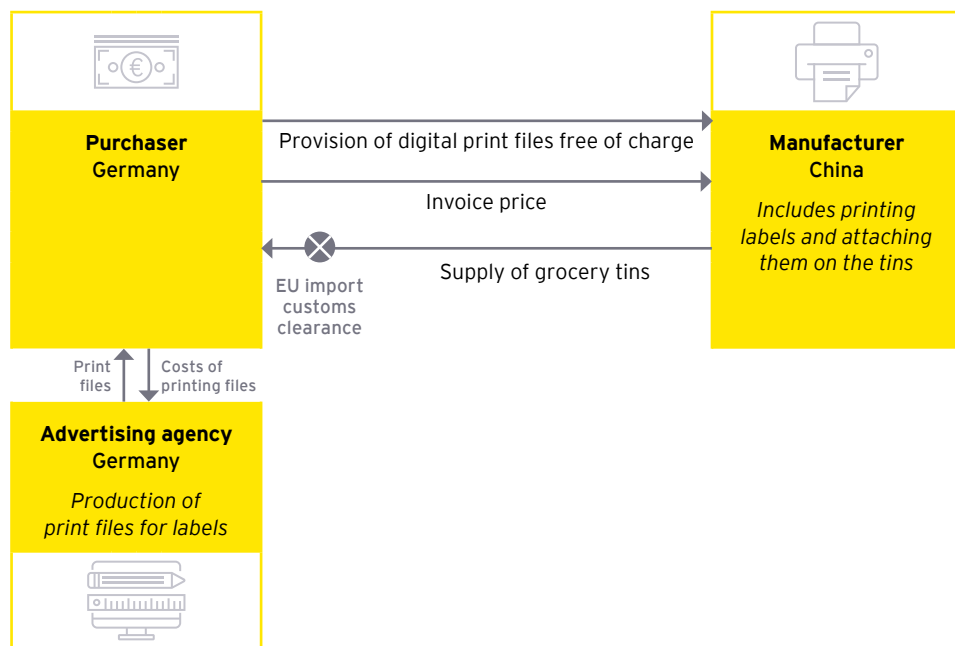 Purchaser
Germany
Provision of digital print files free of charge
Invoice price
Supply of grocery tins
EU import
customs
clearance
Manufacturer
China
Includes printing
labels and attaching
them on the tins
Print
files
Costs of
printing files
Advertising agency
Germany
Production of
print files for labels